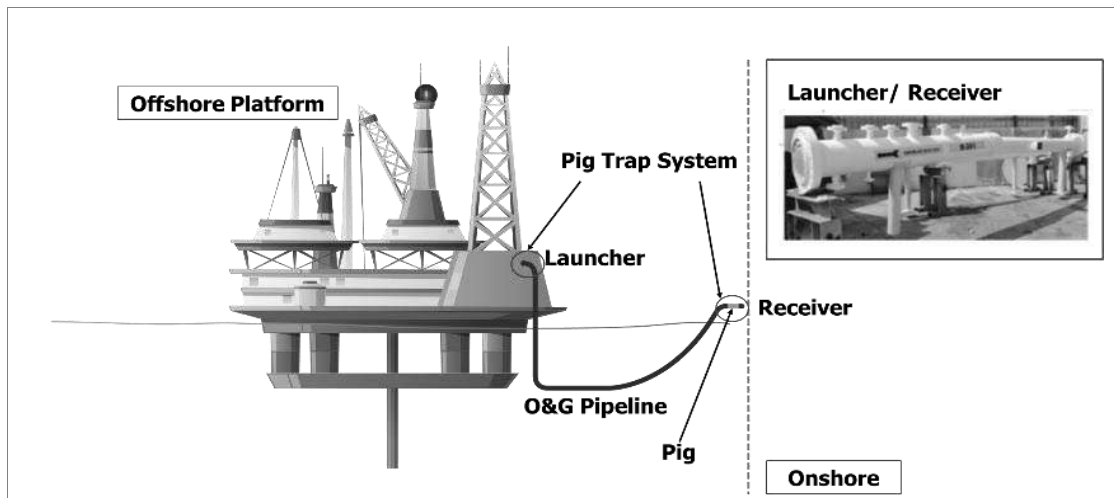 Offshore Platform
Launcher/ Receiver
Pig Trap System
Launcher
Receiver
O&G Pipeline
Pig
Onshore